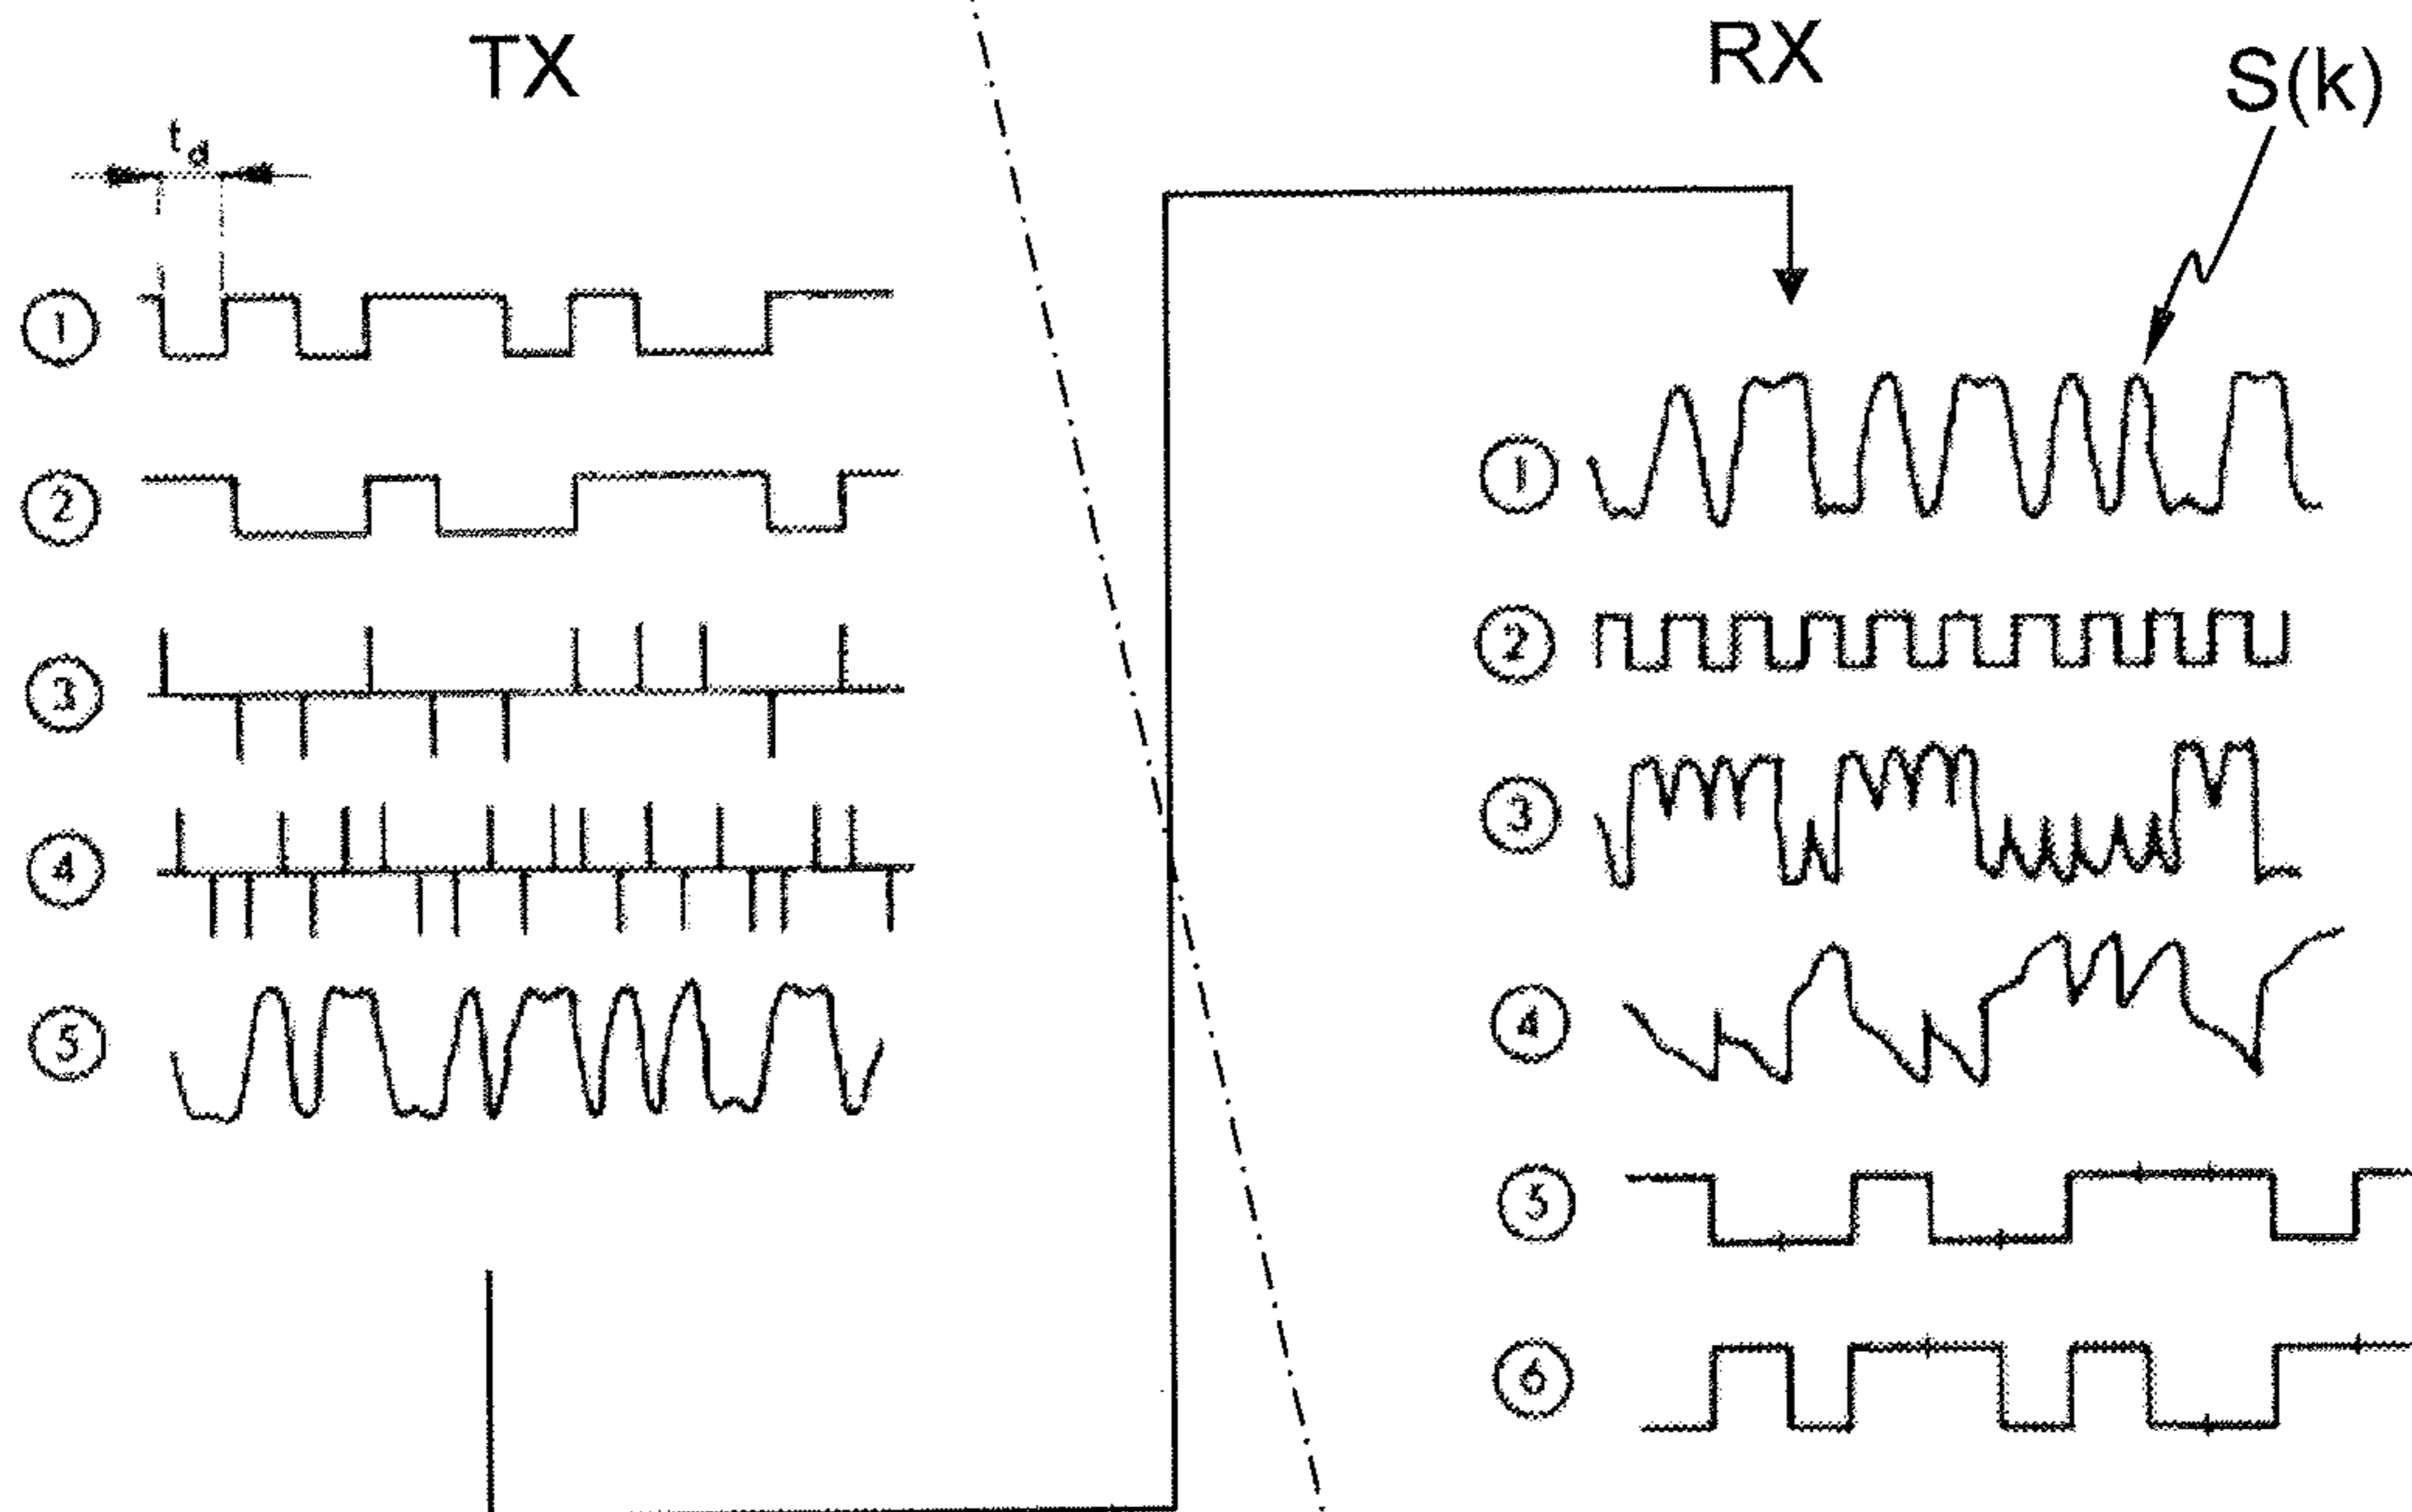 TX
t_d
①
②
③
④
⑤
RX
S(k)
①
②
③
④
⑤
⑥